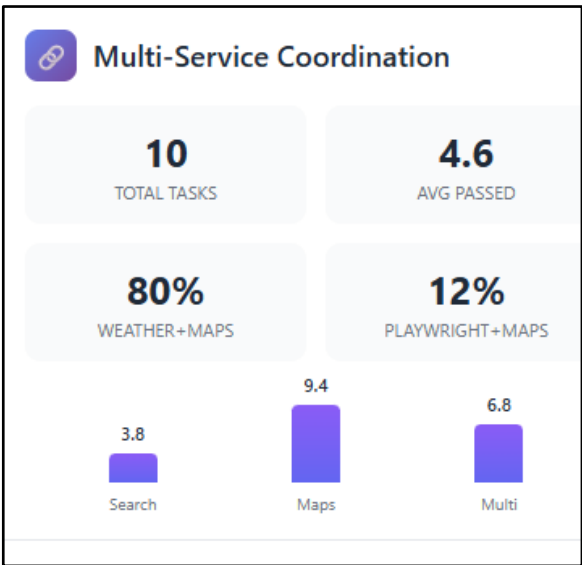 Multi-Service Coordination
10
TOTAL TASKS
4.6
AVG PASSED
80%
WEATHER+MAPS
12%
PLAYWRIGHT+MAPS
3.8
Search
9.4
Maps
6.8
Multi